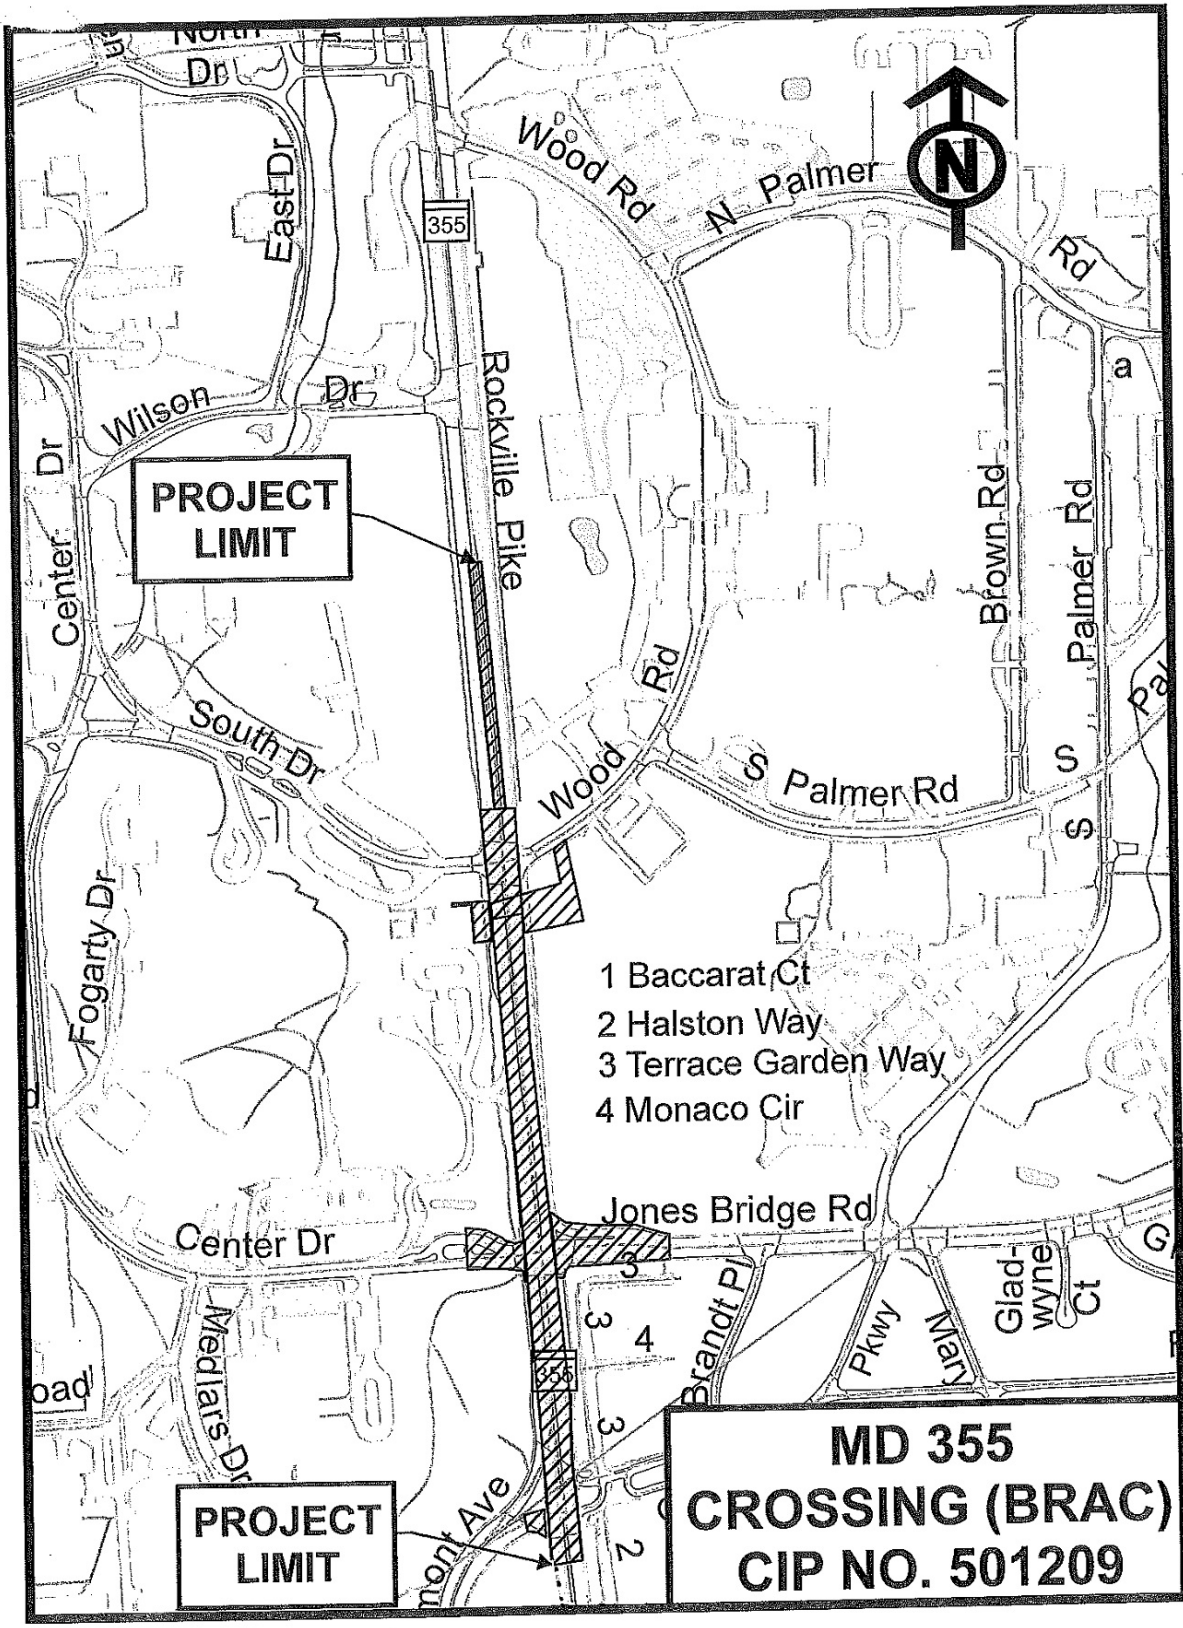 North
Dr
East Dr
355
Wood Rd
N Palmer
Rd
N
Wilson
Dr
Rockville Pike
a
Center Dr
PROJECT
LIMIT
Brown Rd
Palmer Rd
South Dr
Wood
Rd
S Palmer Rd
S
S
Pal
Fogarty Dr
1 Baccarat Ct
2 Halston Way
3 Terrace Garden Way
4 Monaco Cir
d
Center Dr
Jones Bridge Rd
3
3
4
3
2
355
Brandt Pl
Pkwy
Mary
Glad-
wyne
Ct
Gl
oad
Medlars Dr
mont Ave
PROJECT
LIMIT
MD 355
CROSSING (BRAC)
CIP NO. 501209